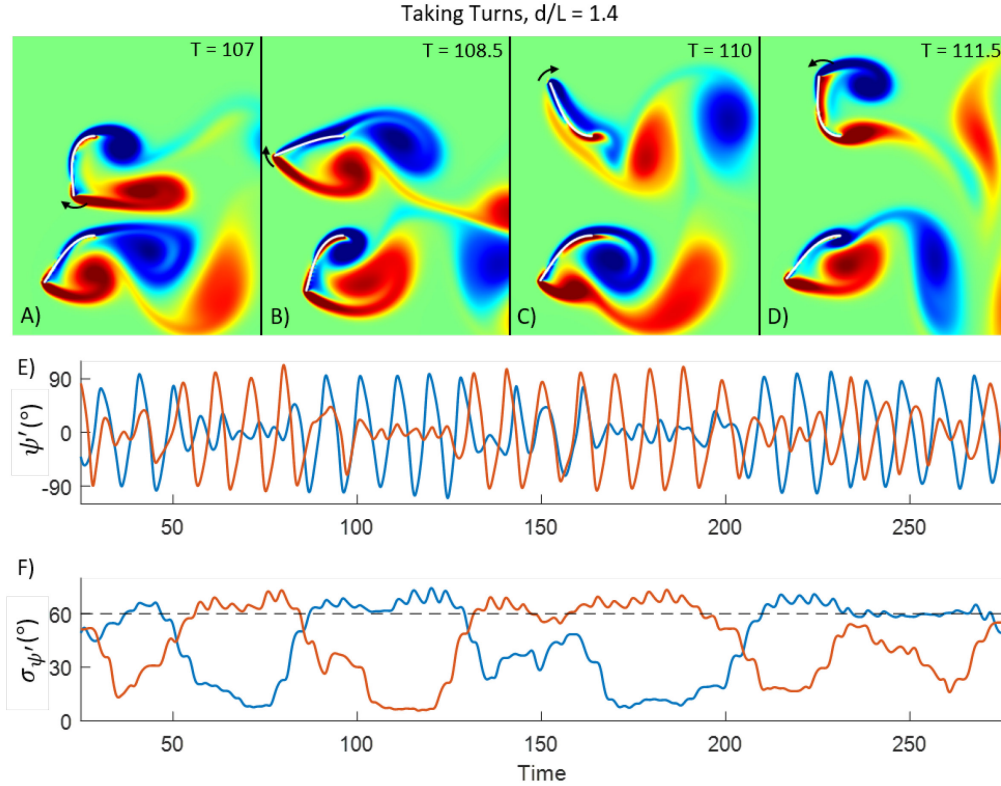 Taking Turns, d/L = 1.4
T = 107
T = 108.5
T = 110
T = 111.5
A)
B)
C)
D)
E)
90
0
-90
ψ′ (°)
50
100
150
200
250
F)
60
30
0
σψ′ (°)
50
100
150
200
250
Time